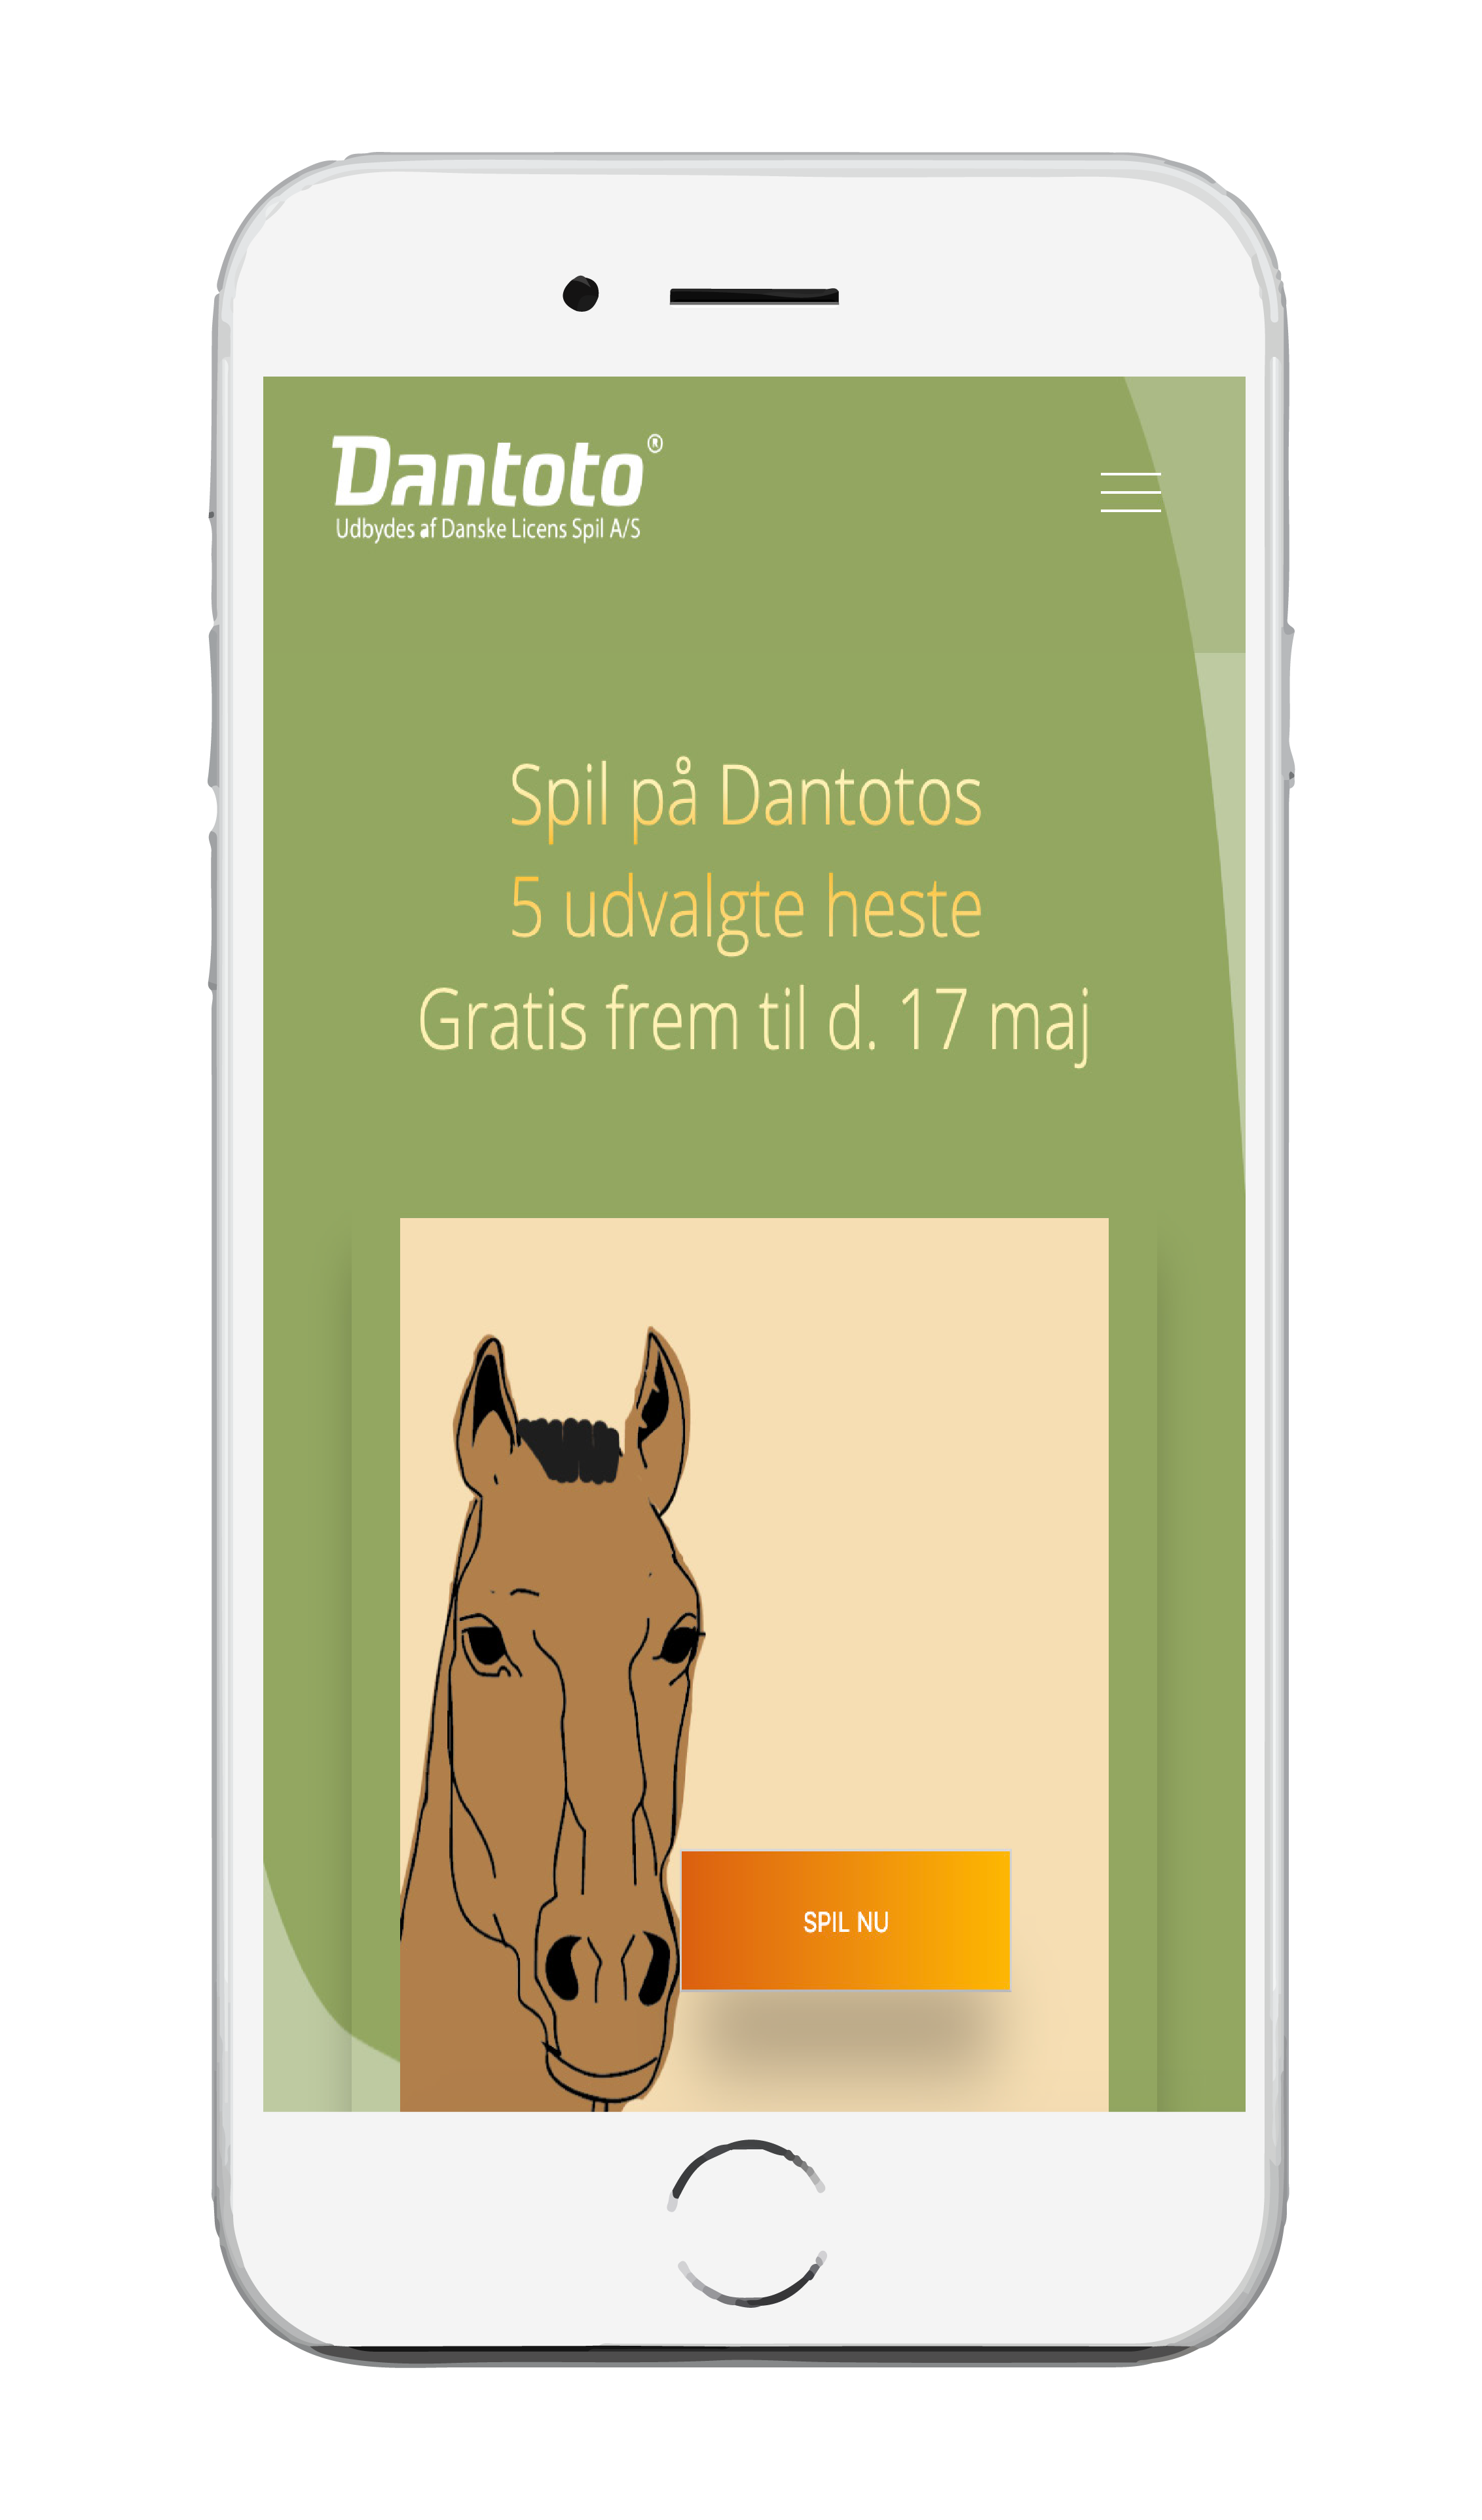 Dantoto®
Udbydes af Danske Licens Spil A/S
Spil på Dantotos
5 udvalgte heste
Gratis frem til d. 17 maj
SPIL NU